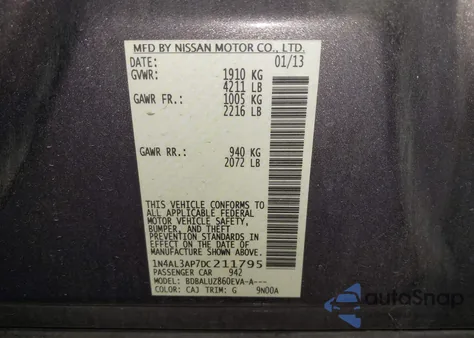 MFD BY NISSAN MOTOR CO., LTD.
DATE: 01/13
GVWR: 1910 KG
4211 LB
GAWR FR.: 1005 KG
2216 LB
GAWR RR.: 940 KG
2072 LB
THIS VEHICLE CONFORMS TO
ALL APPLICABLE FEDERAL
MOTOR VEHICLE SAFETY,
BUMPER, AND THEFT
PREVENTION STANDARDS IN
EFFECT ON THE DATE OF
MANUFACTURE SHOWN ABOVE.
1N4AL3AP7DC211795
PASSENGER CAR 942
MODEL: BDBALUZ860EVA-A---
COLOR: CAJ TRIM: G 9N00A
autoSnap